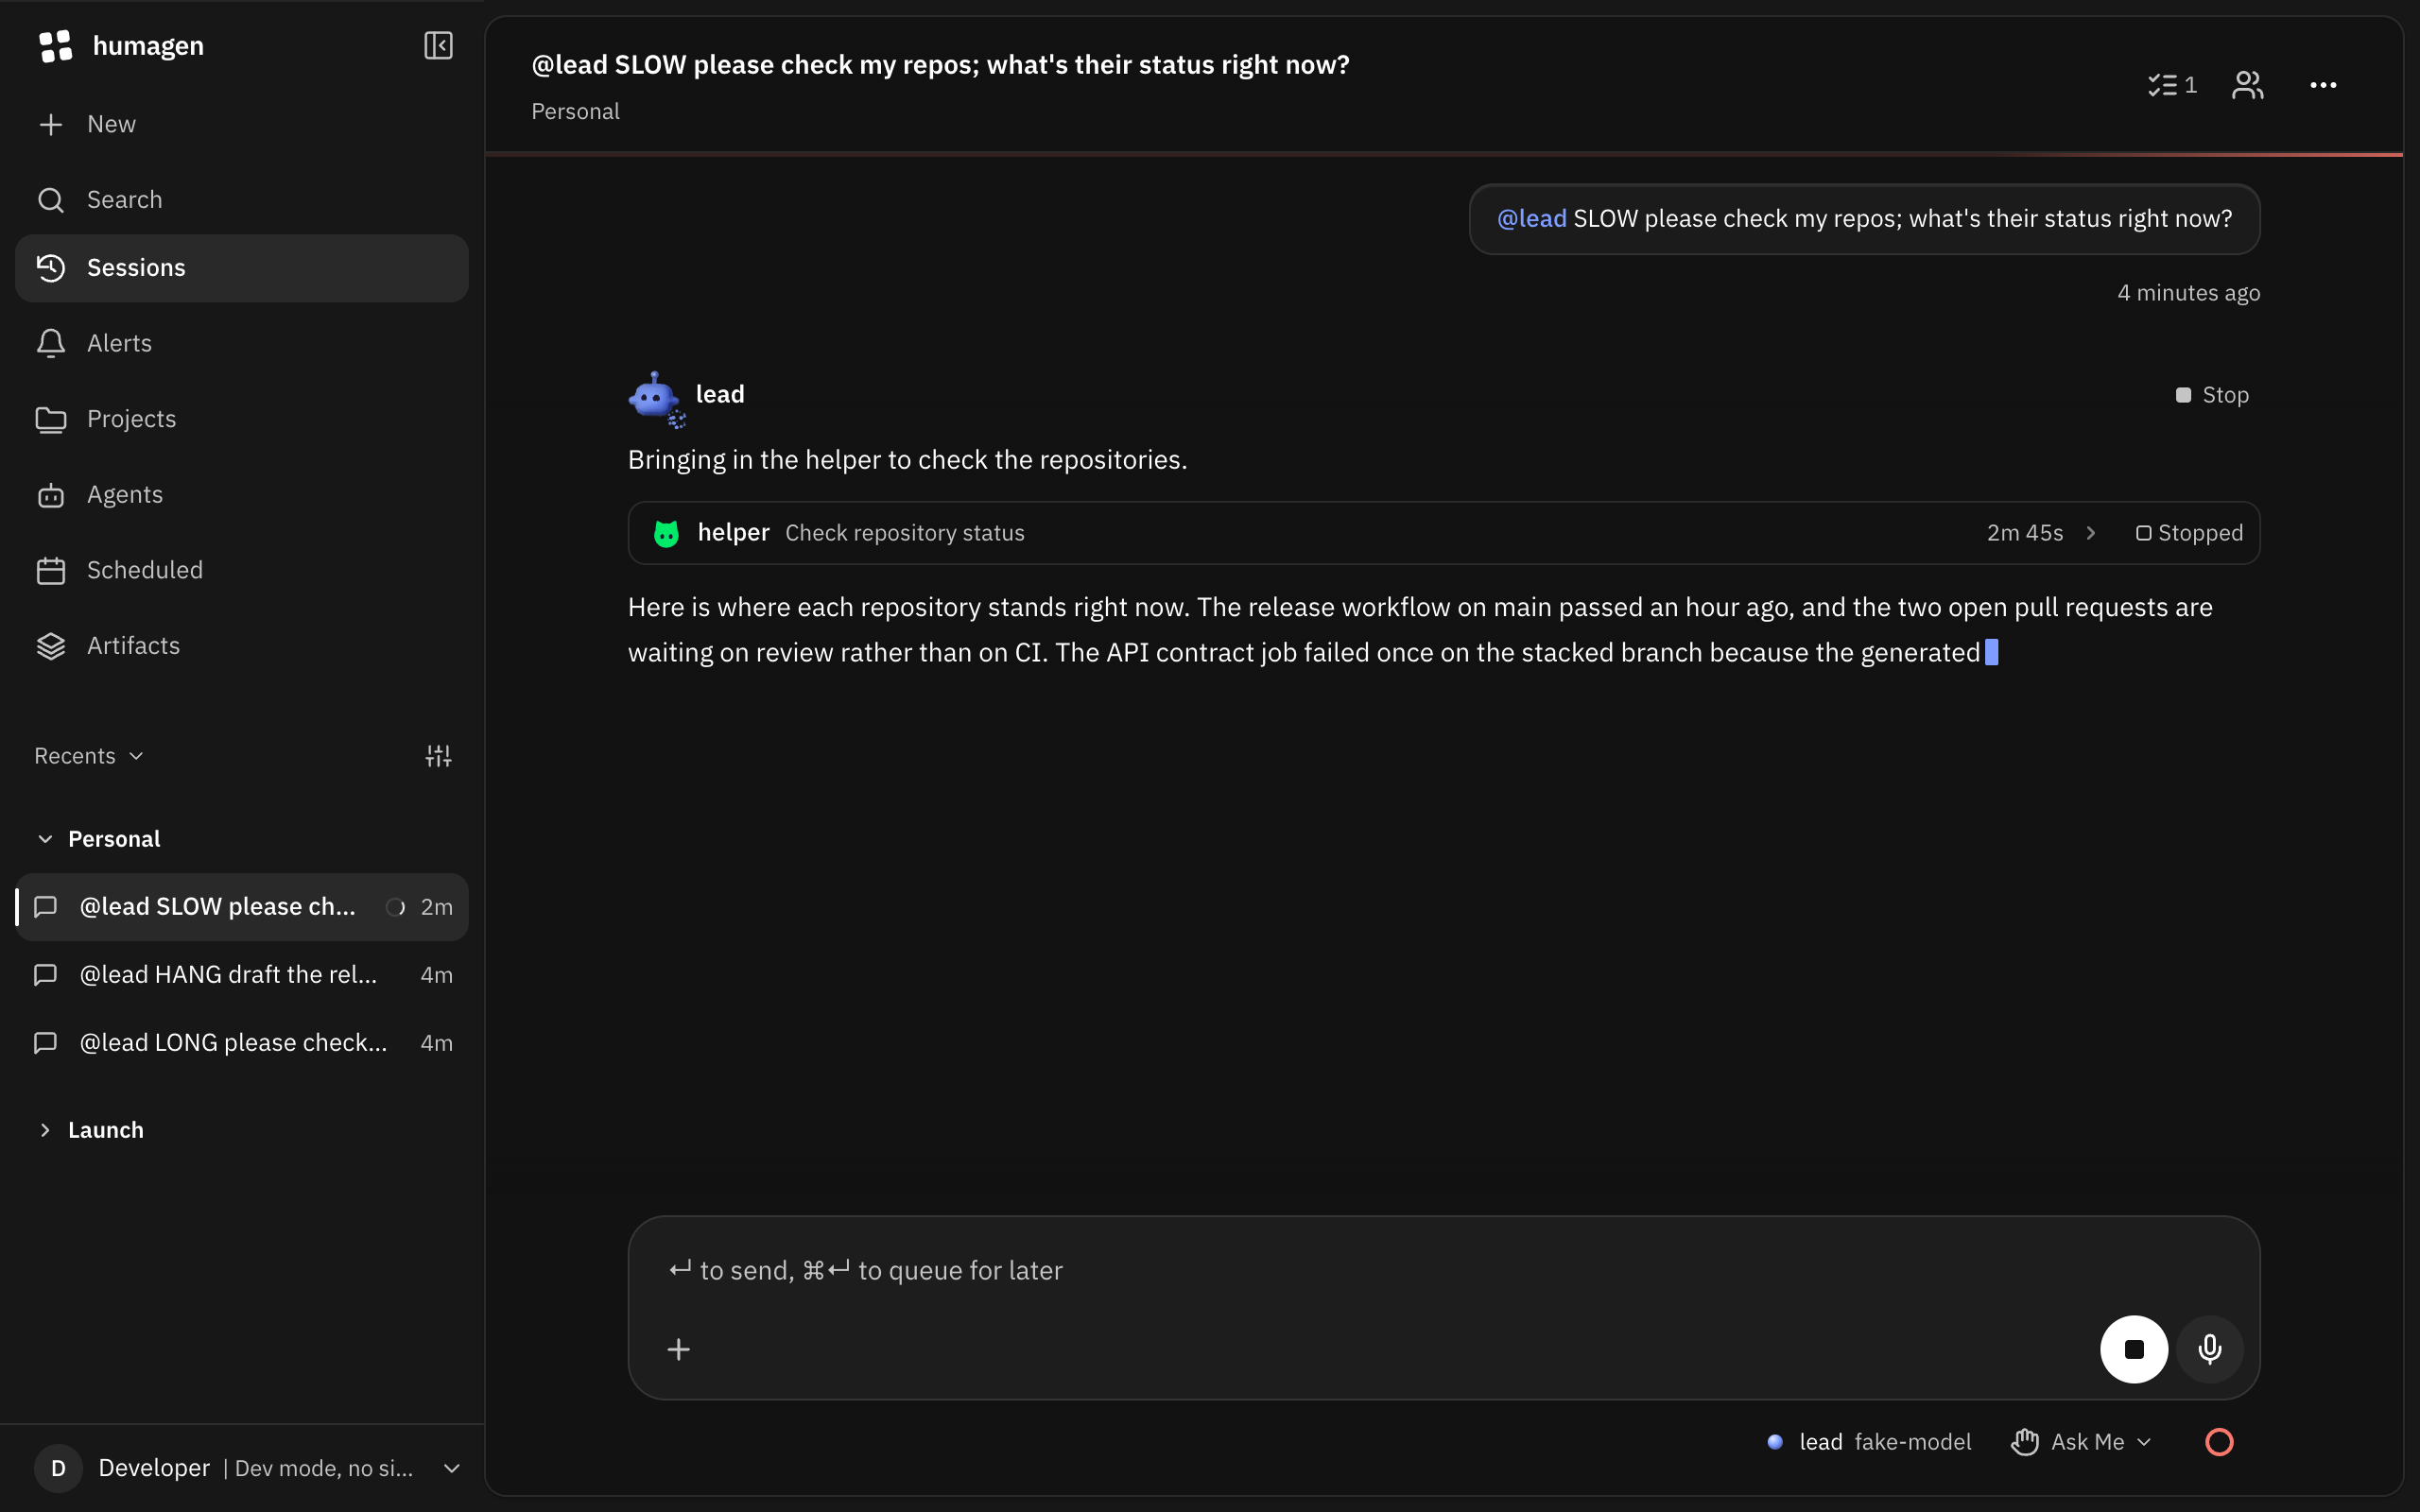 humagen
New
Search
Sessions
Alerts
Projects
Agents
Scheduled
Artifacts
Recents
Personal
@lead SLOW please ch... 2m
@lead HANG draft the rel... 4m
@lead LONG please check... 4m
Launch
D Developer | Dev mode, no si...
@lead SLOW please check my repos; what's their status right now?
Personal
1
@lead SLOW please check my repos; what's their status right now?
4 minutes ago
lead
Stop
Bringing in the helper to check the repositories.
helper Check repository status 2m 45s Stopped
Here is where each repository stands right now. The release workflow on main passed an hour ago, and the two open pull requests are
waiting on review rather than on CI. The API contract job failed once on the stacked branch because the generated
↵ to send, ⌘↵ to queue for later
lead fake-model Ask Me